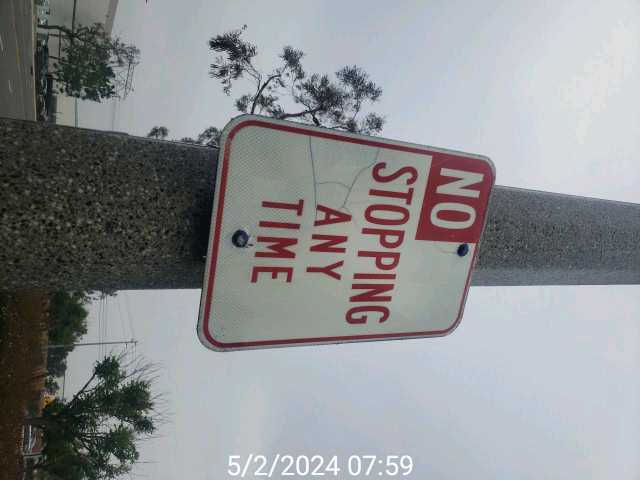 NO
STOPPING
ANY
TIME
5/2/2024 07:59